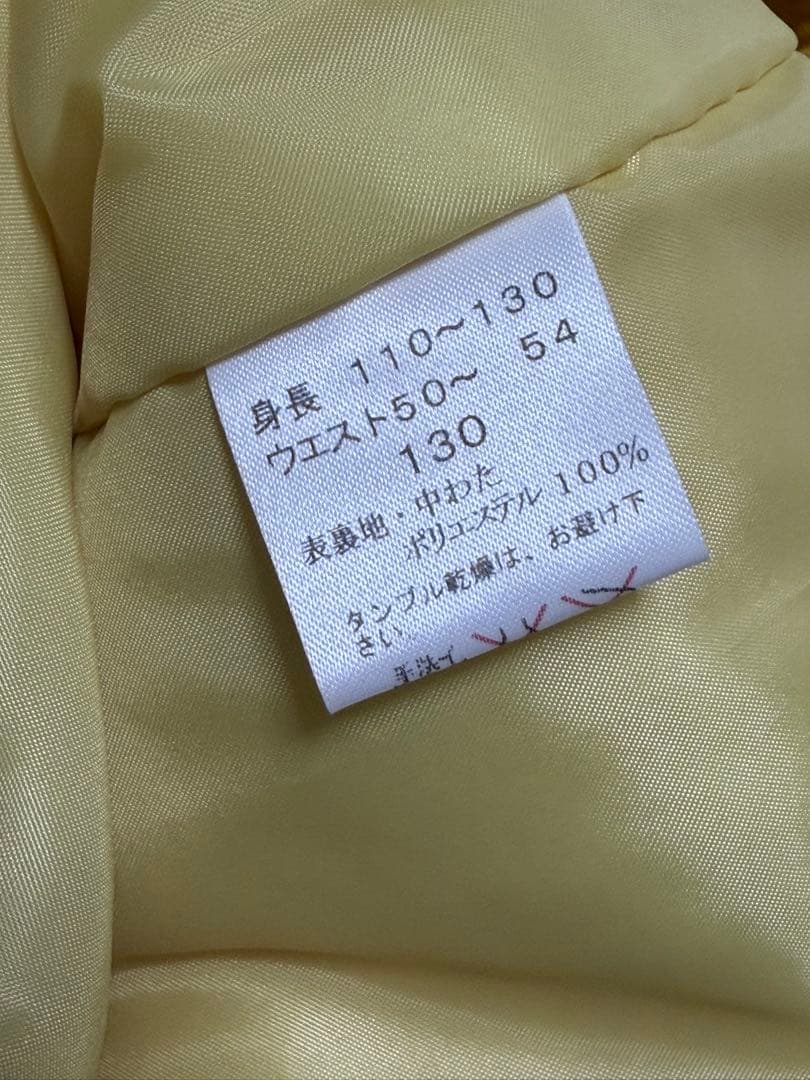 身長 110～130
ウエスト50～ 54
130
表裏地・中わた
ポリエステル 100%
タンブル乾燥は、お避け下
さい